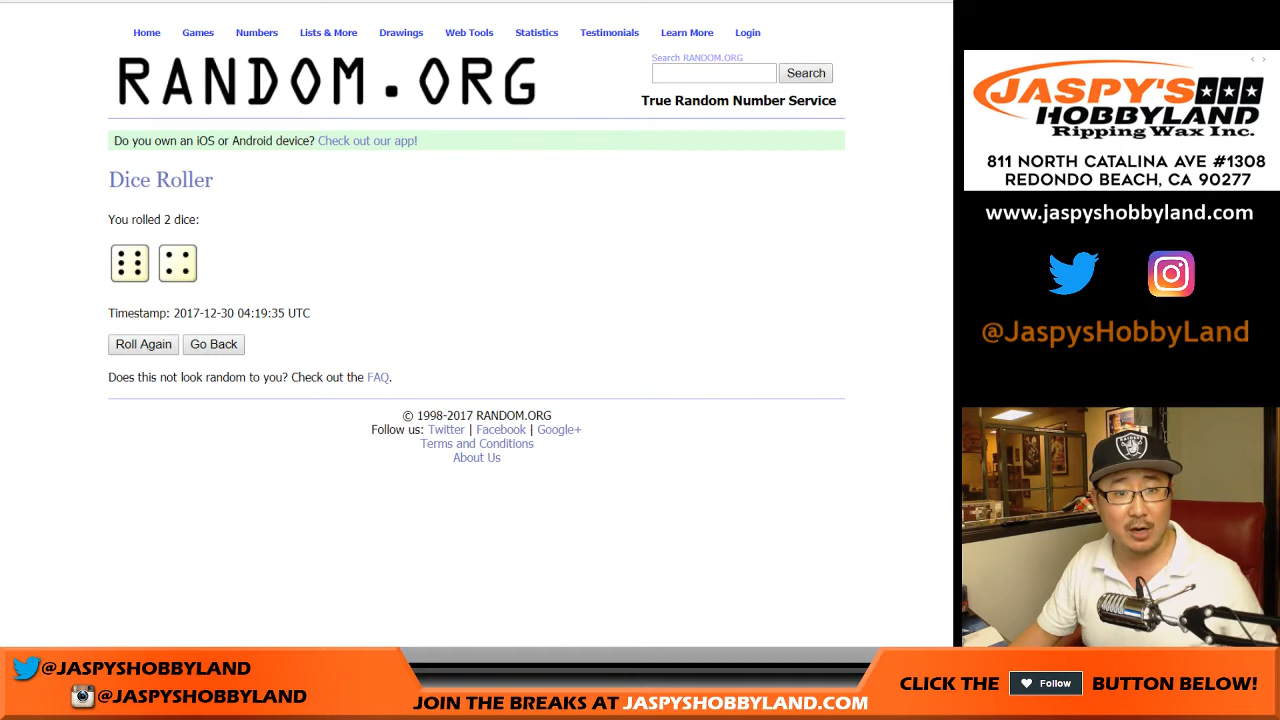 Home Games Numbers Lists & More Drawings Web Tools Statistics Testimonials Learn More Login
RANDOM.ORG
Search RANDOM.ORG
Search
True Random Number Service
Do you own an iOS or Android device? Check out our app!
Dice Roller
You rolled 2 dice:
Timestamp: 2017-12-30 04:19:35 UTC
Roll Again Go Back
Does this not look random to you? Check out the FAQ.
© 1998-2017 RANDOM.ORG
Follow us: Twitter | Facebook | Google+
Terms and Conditions
About Us
JASPY'S
HOBBYLAND
Ripping Wax Inc.
811 NORTH CATALINA AVE #1308
REDONDO BEACH, CA 90277
www.jaspyshobbyland.com
@JaspysHobbyLand
@JASPYSHOBBYLAND
@JASPYSHOBBYLAND
JOIN THE BREAKS AT JASPYSHOBBYLAND.COM
CLICK THE Follow BUTTON BELOW!